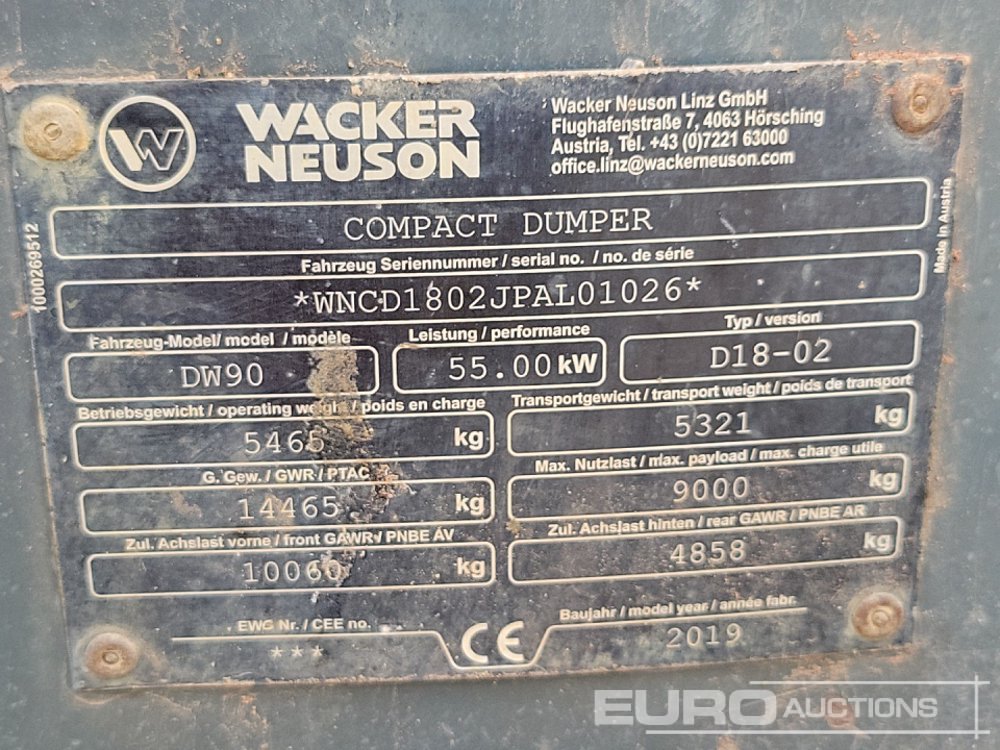 WACKER
NEUSON
Wacker Neuson Linz GmbH
Flughafenstraße 7, 4063 Hörsching
Austria, Tel. +43 (0)7221 63000
office.linz@wackerneuson.com
COMPACT DUMPER
Made in Austria
1000269512
Fahrzeug Seriennummer / serial no. / no. de série
*WNCD1802JPAL01026*
Fahrzeug-Model/ model / modèle
Leistung / performance
Typ / version
DW90
55.00 kW
D18-02
Betriebsgewicht / operating weight / poids en charge
Transportgewicht / transport weight / poids de transport
5465 kg
5321 kg
G. Gew. / GWR / PTAC
Max. Nutzlast / max. payload / max. charge utile
14465 kg
9000 kg
Zul. Achslast vorne / front GAWR / PNBE AV
Zul. Achslast hinten / rear GAWR / PNBE AR
10060 kg
4858 kg
EWG Nr. / CEE no.
Baujahr / model year / année fabr.
***
CE
2019
EURO AUCTIONS